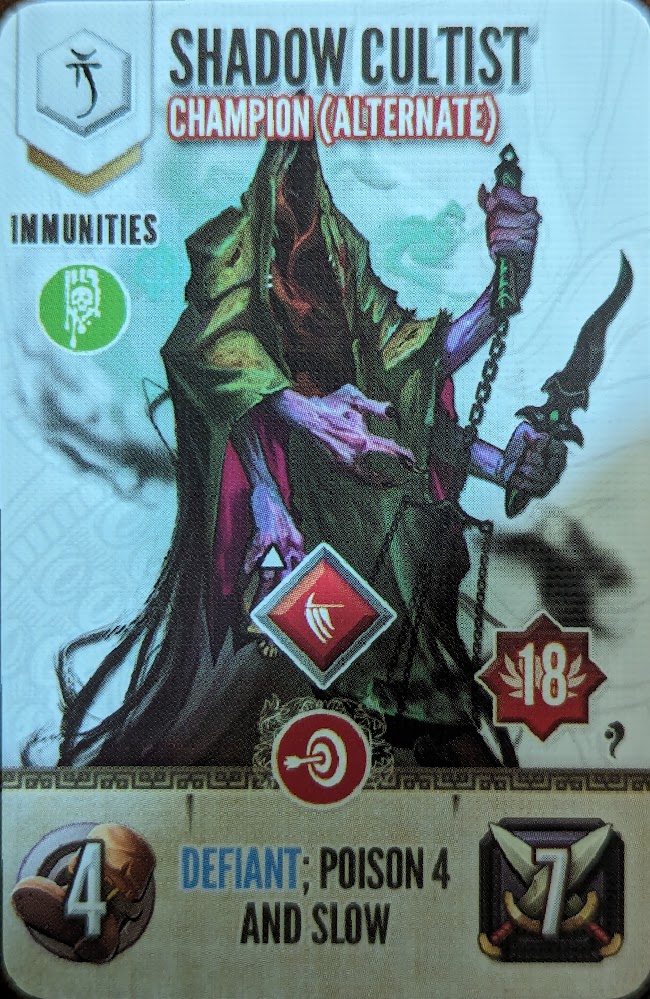 SHADOW CULTIST
CHAMPION (ALTERNATE)
IMMUNITIES
18
4
DEFIANT; POISON 4
AND SLOW
7